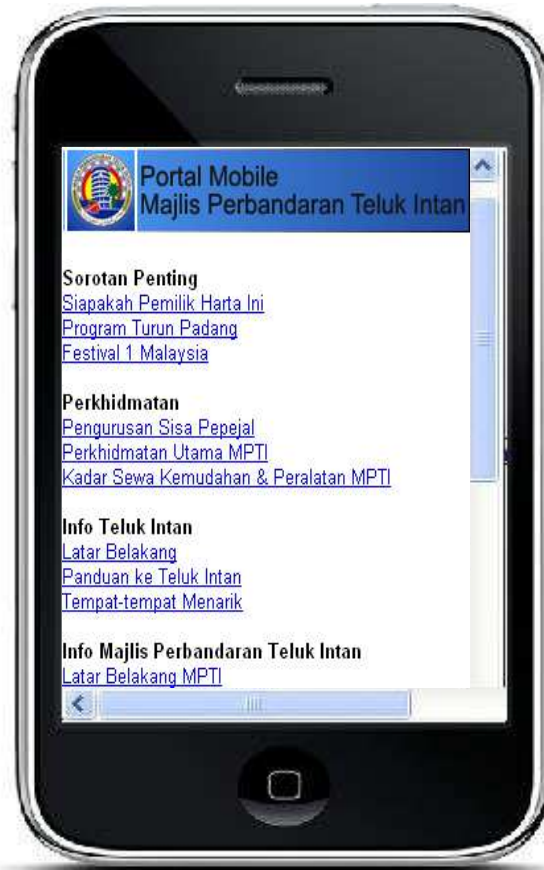 Portal Mobile
Majlis Perbandaran Teluk Intan
Sorotan Penting
Siapakah Pemilik Harta Ini
Program Turun Padang
Festival 1 Malaysia
Perkhidmatan
Pengurusan Sisa Pepejal
Perkhidmatan Utama MPTI
Kadar Sewa Kemudahan & Peralatan MPTI
Info Teluk Intan
Latar Belakang
Panduan ke Teluk Intan
Tempat-tempat Menarik
Info Majlis Perbandaran Teluk Intan
Latar Belakang MPTI